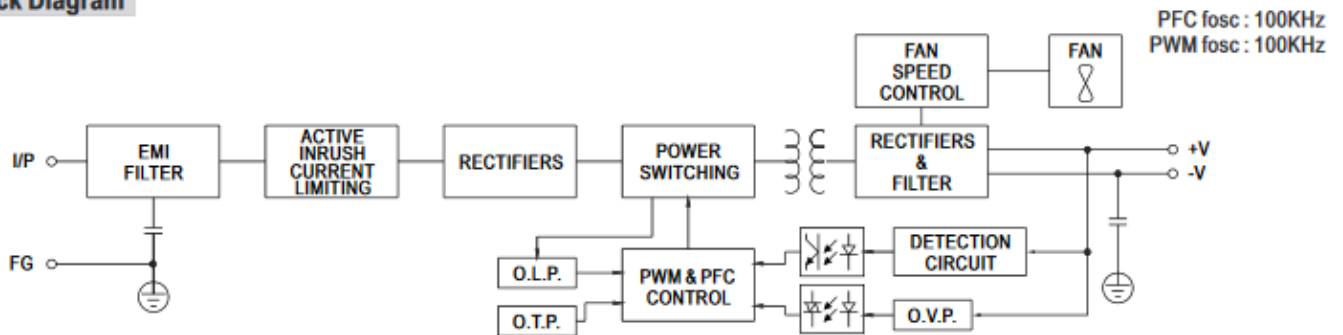 ck Diagram
PFC fosc : 100KHz
PWM fosc : 100KHz
FAN
SPEED
CONTROL
FAN
I/P
EMI
FILTER
ACTIVE
INRUSH
CURRENT
LIMITING
RECTIFIERS
POWER
SWITCHING
RECTIFIERS
&
FILTER
+V
-V
FG
O.L.P.
O.T.P.
PWM & PFC
CONTROL
DETECTION
CIRCUIT
O.V.P.